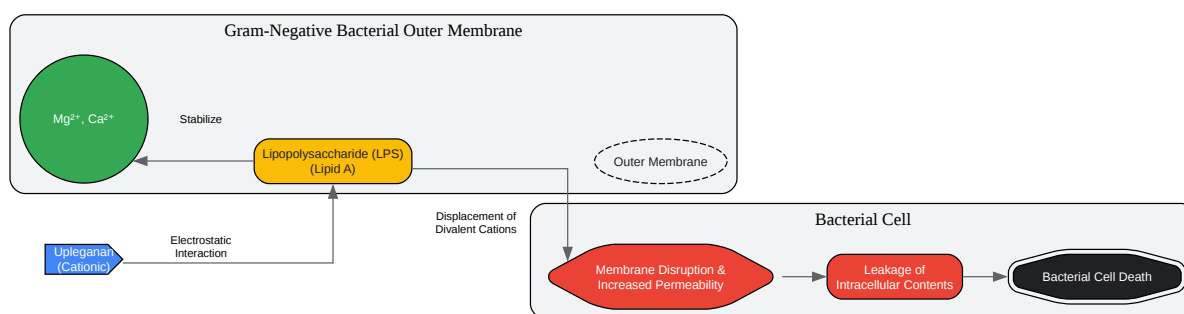 Gram-Negative Bacterial Outer Membrane
Mg²⁺, Ca²⁺
Stabilize
Lipopolysaccharide (LPS)
(Lipid A)
Outer Membrane
Upleganan
(Cationic)
Electrostatic
Interaction
Displacement of
Divalent Cations
Bacterial Cell
Membrane Disruption &
Increased Permeability
Leakage of
Intracellular Contents
Bacterial Cell Death